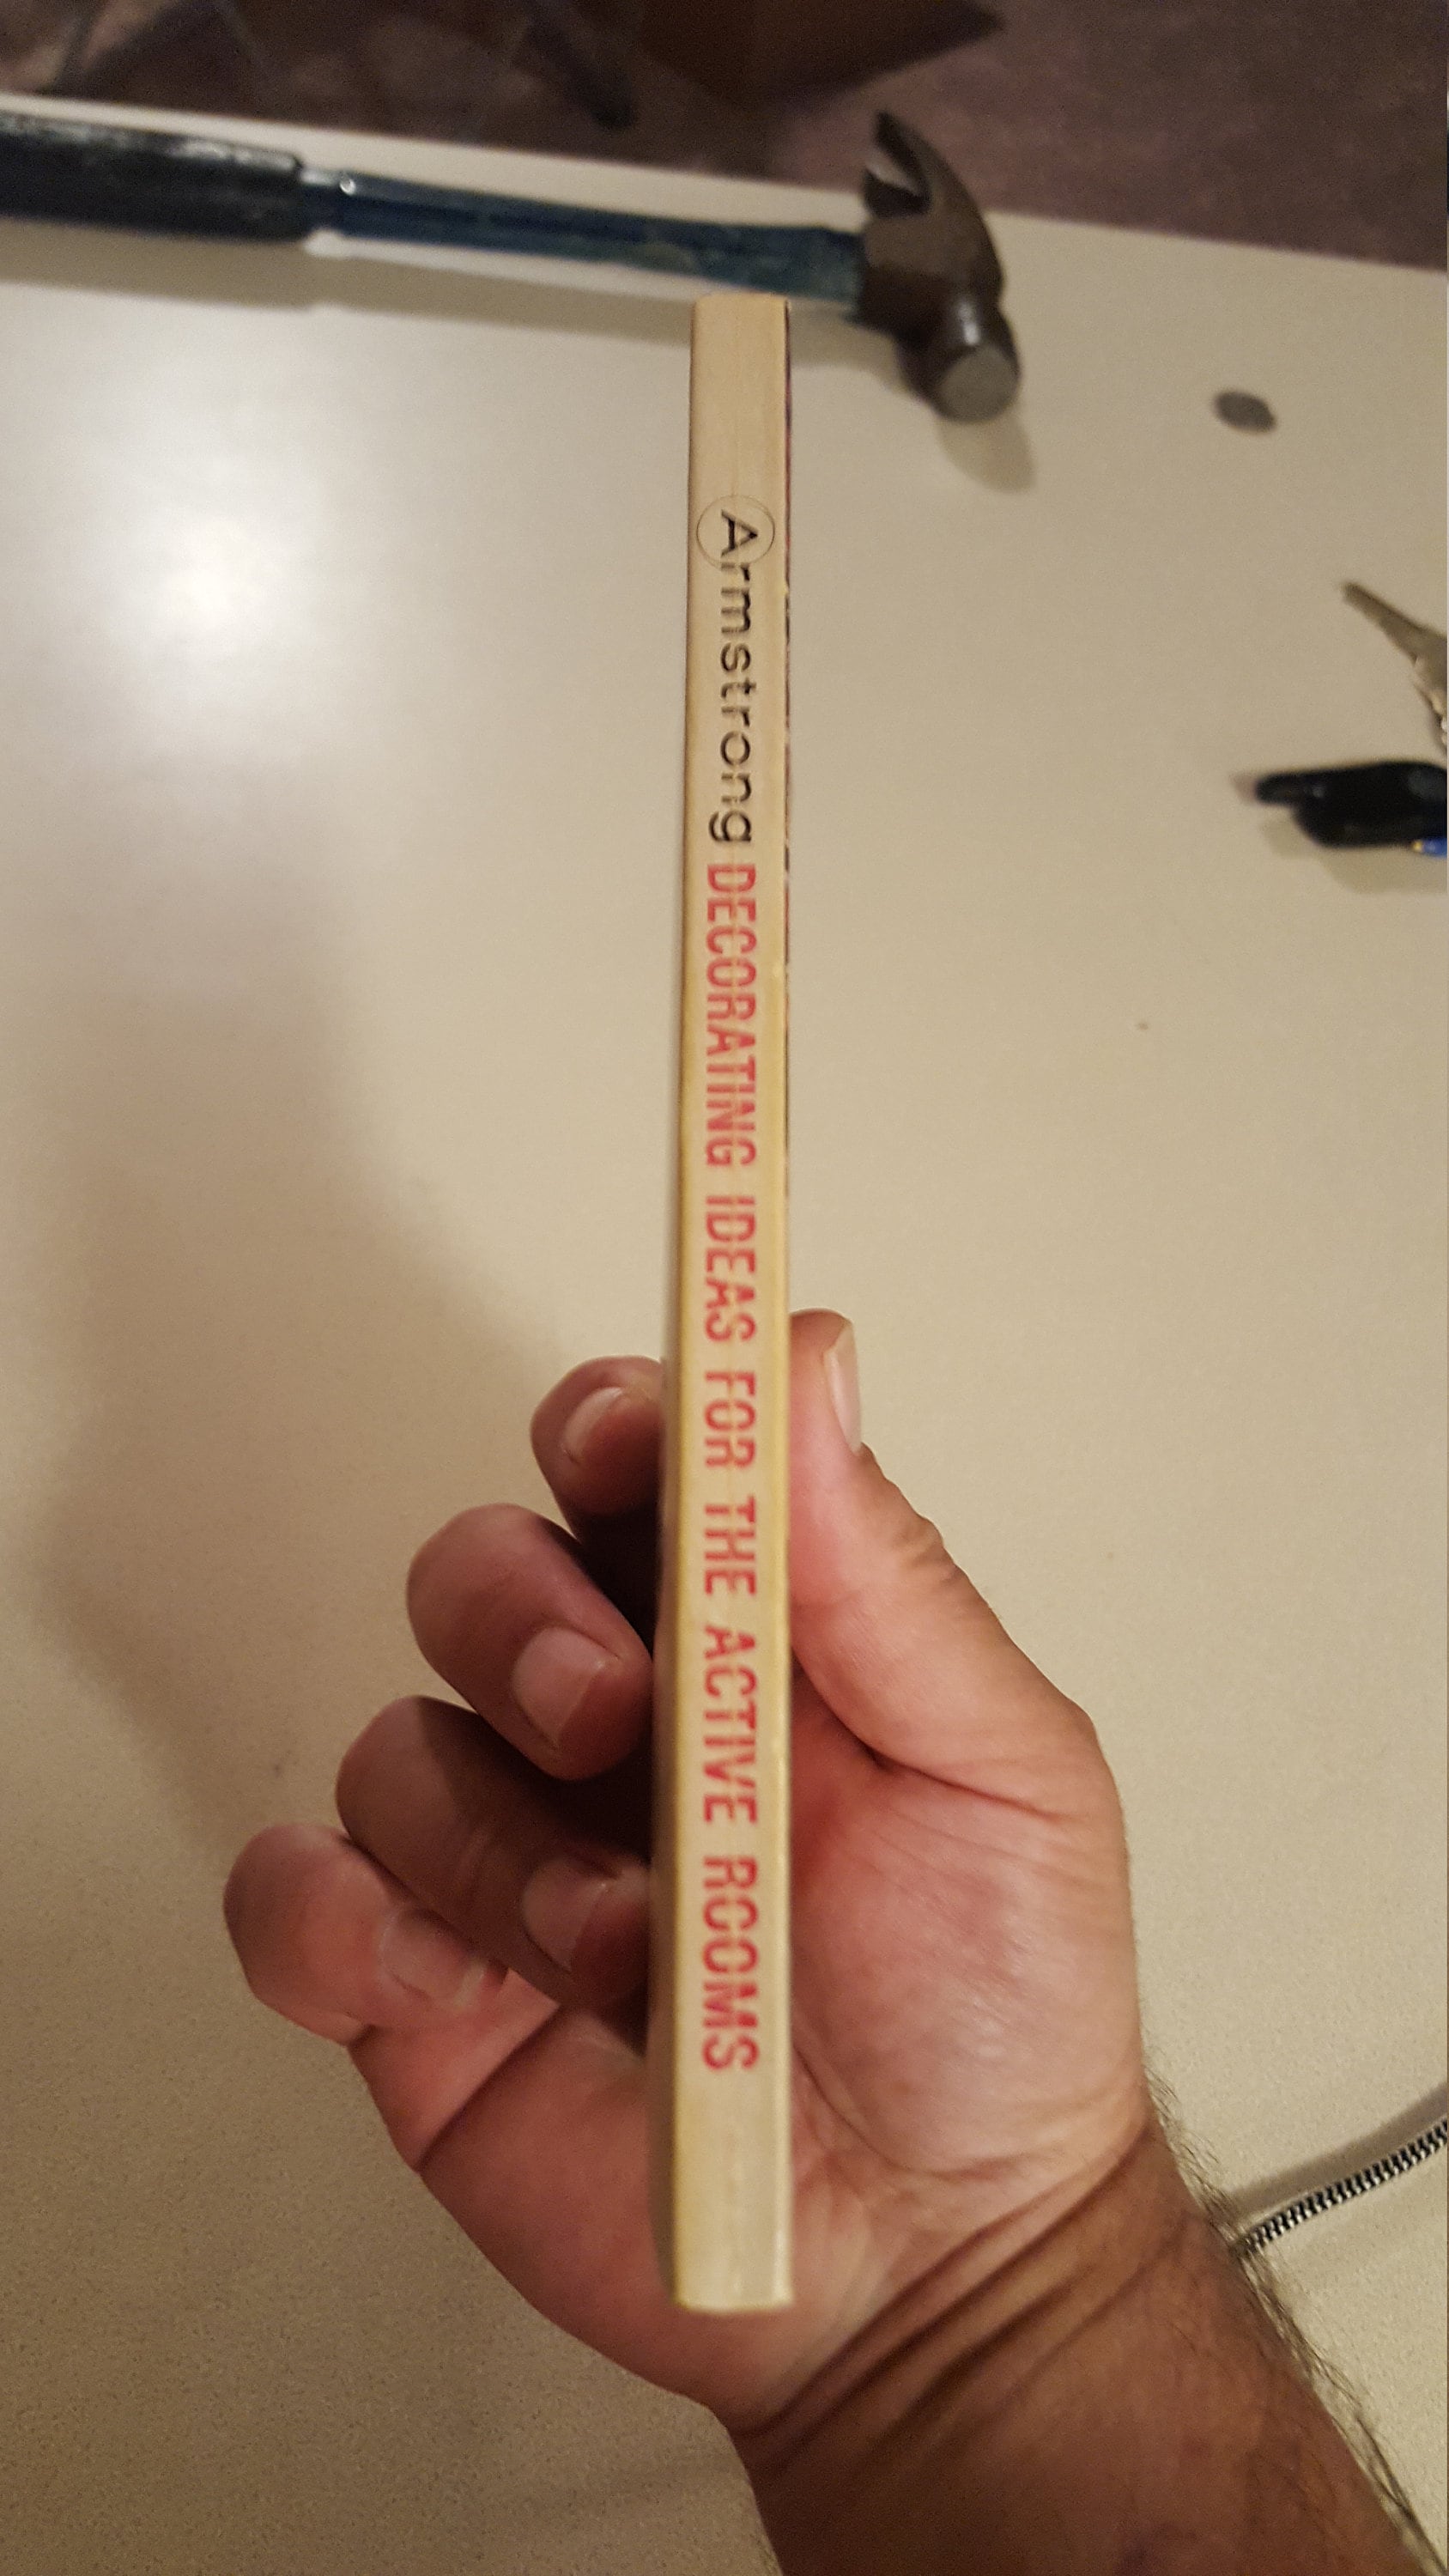 Armstrong DECORATING IDEAS FOR THE ACTIVE ROOMS